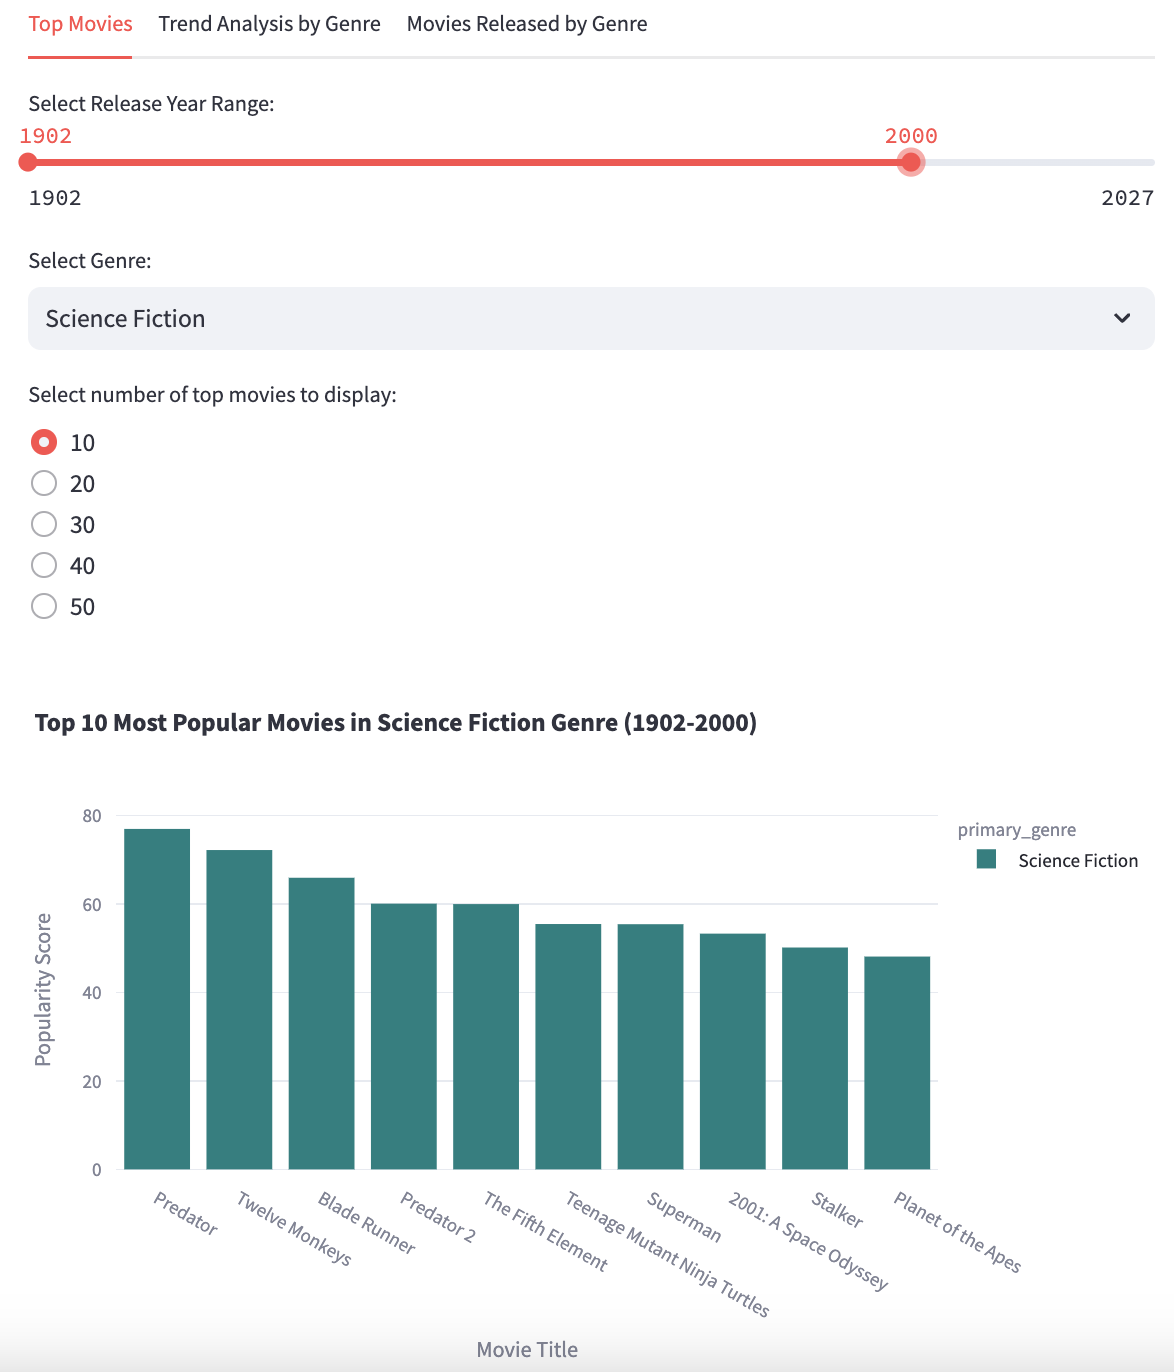 Top Movies Trend Analysis by Genre Movies Released by Genre
Select Release Year Range:
1902 2000
1902 2027
Select Genre:
Science Fiction
Select number of top movies to display:
10
20
30
40
50
Top 10 Most Popular Movies in Science Fiction Genre (1902-2000)
80
60
40
20
0
Popularity Score
primary_genre
Science Fiction
Predator
Twelve Monkeys
Blade Runner
Predator 2
The Fifth Element
Teenage Mutant Ninja Turtles
Superman
2001: A Space Odyssey
Stalker
Planet of the Apes
Movie Title